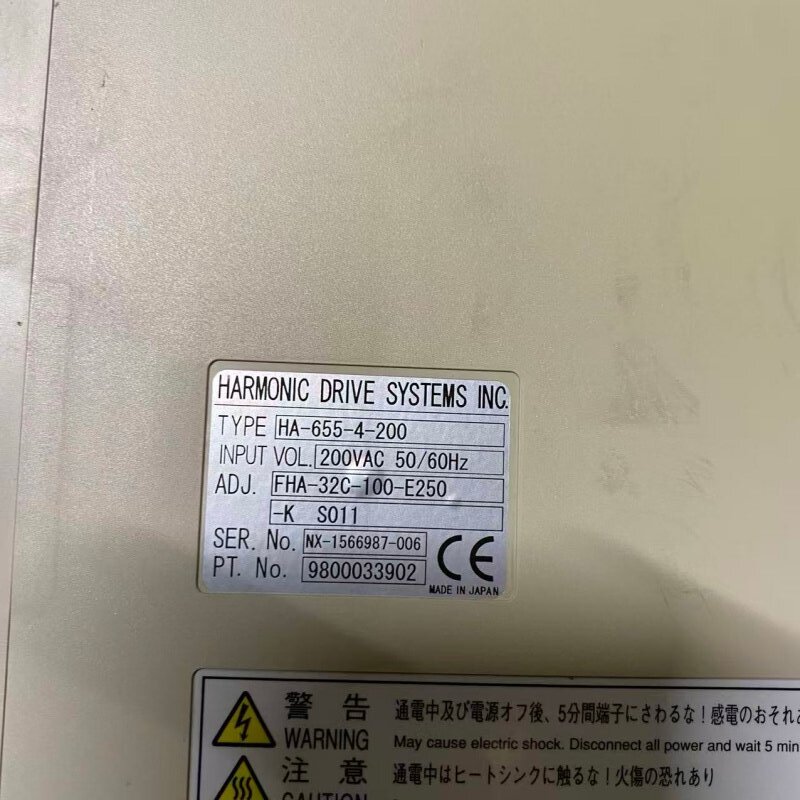 HARMONIC DRIVE SYSTEMS INC.
TYPE HA-655-4-200
INPUT VOL. 200VAC 50/60Hz
ADJ. FHA-32C-100-E250
-K S011
SER. No. NX-1566987-006
PT. No. 9800033902
CE
MADE IN JAPAN
警告 通電中及び電源オフ後、5分間端子にさわるな!感電のおそれ
WARNING May cause electric shock. Disconnect all power and wait 5 min
注意 通電中はヒートシンクに触るな!火傷の恐れあり
CAUTION